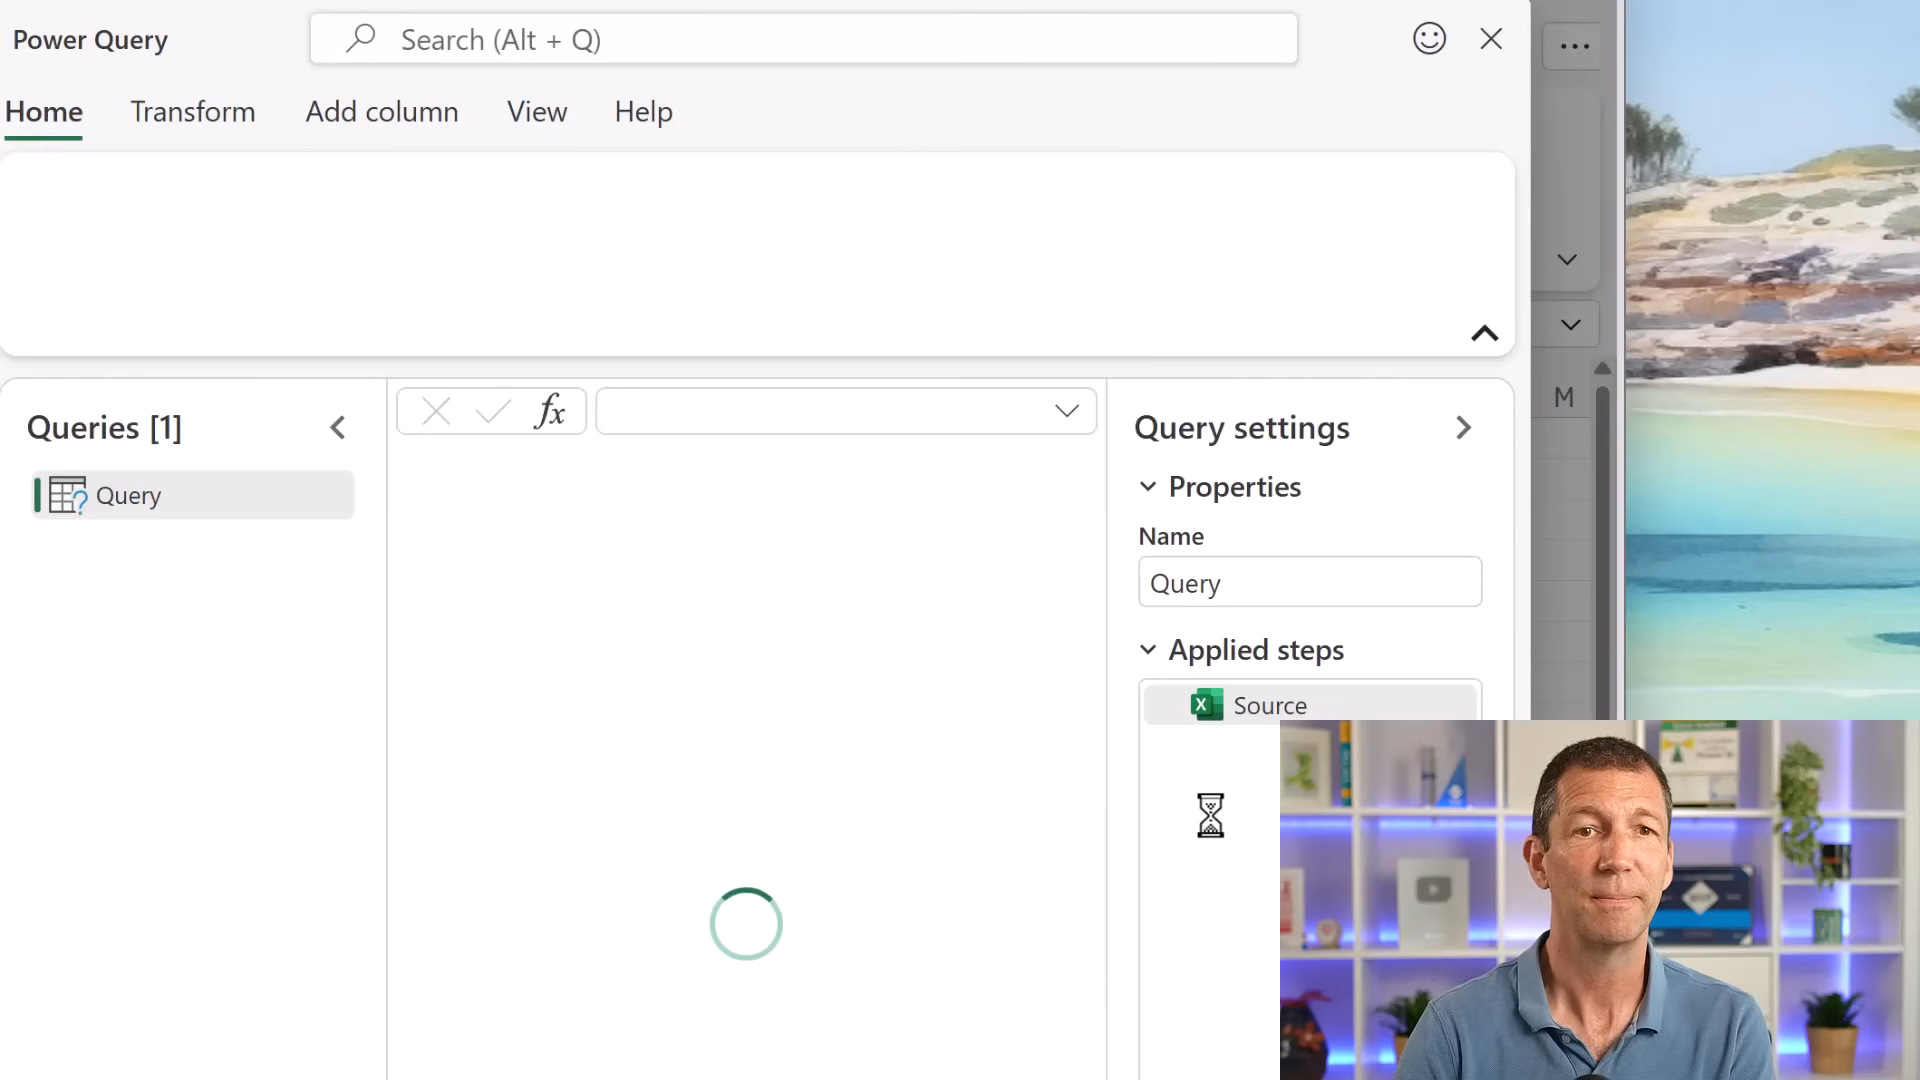 Power Query
Search (Alt + Q)
Home
Transform
Add column
View
Help
Queries [1]
fx
Query settings
Query
Properties
Name
Query
Applied steps
X
Source
M